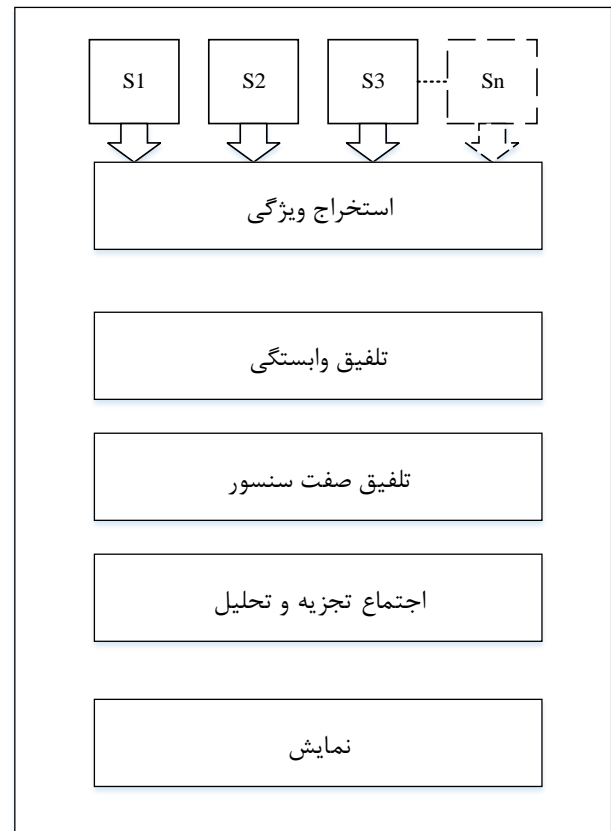 S1 S2 S3 Sn
استخراج ویژگی
تلفیق وابستگی
تلفیق صفت سنسور
اجتماع تجزیه و تحلیل
نمایش